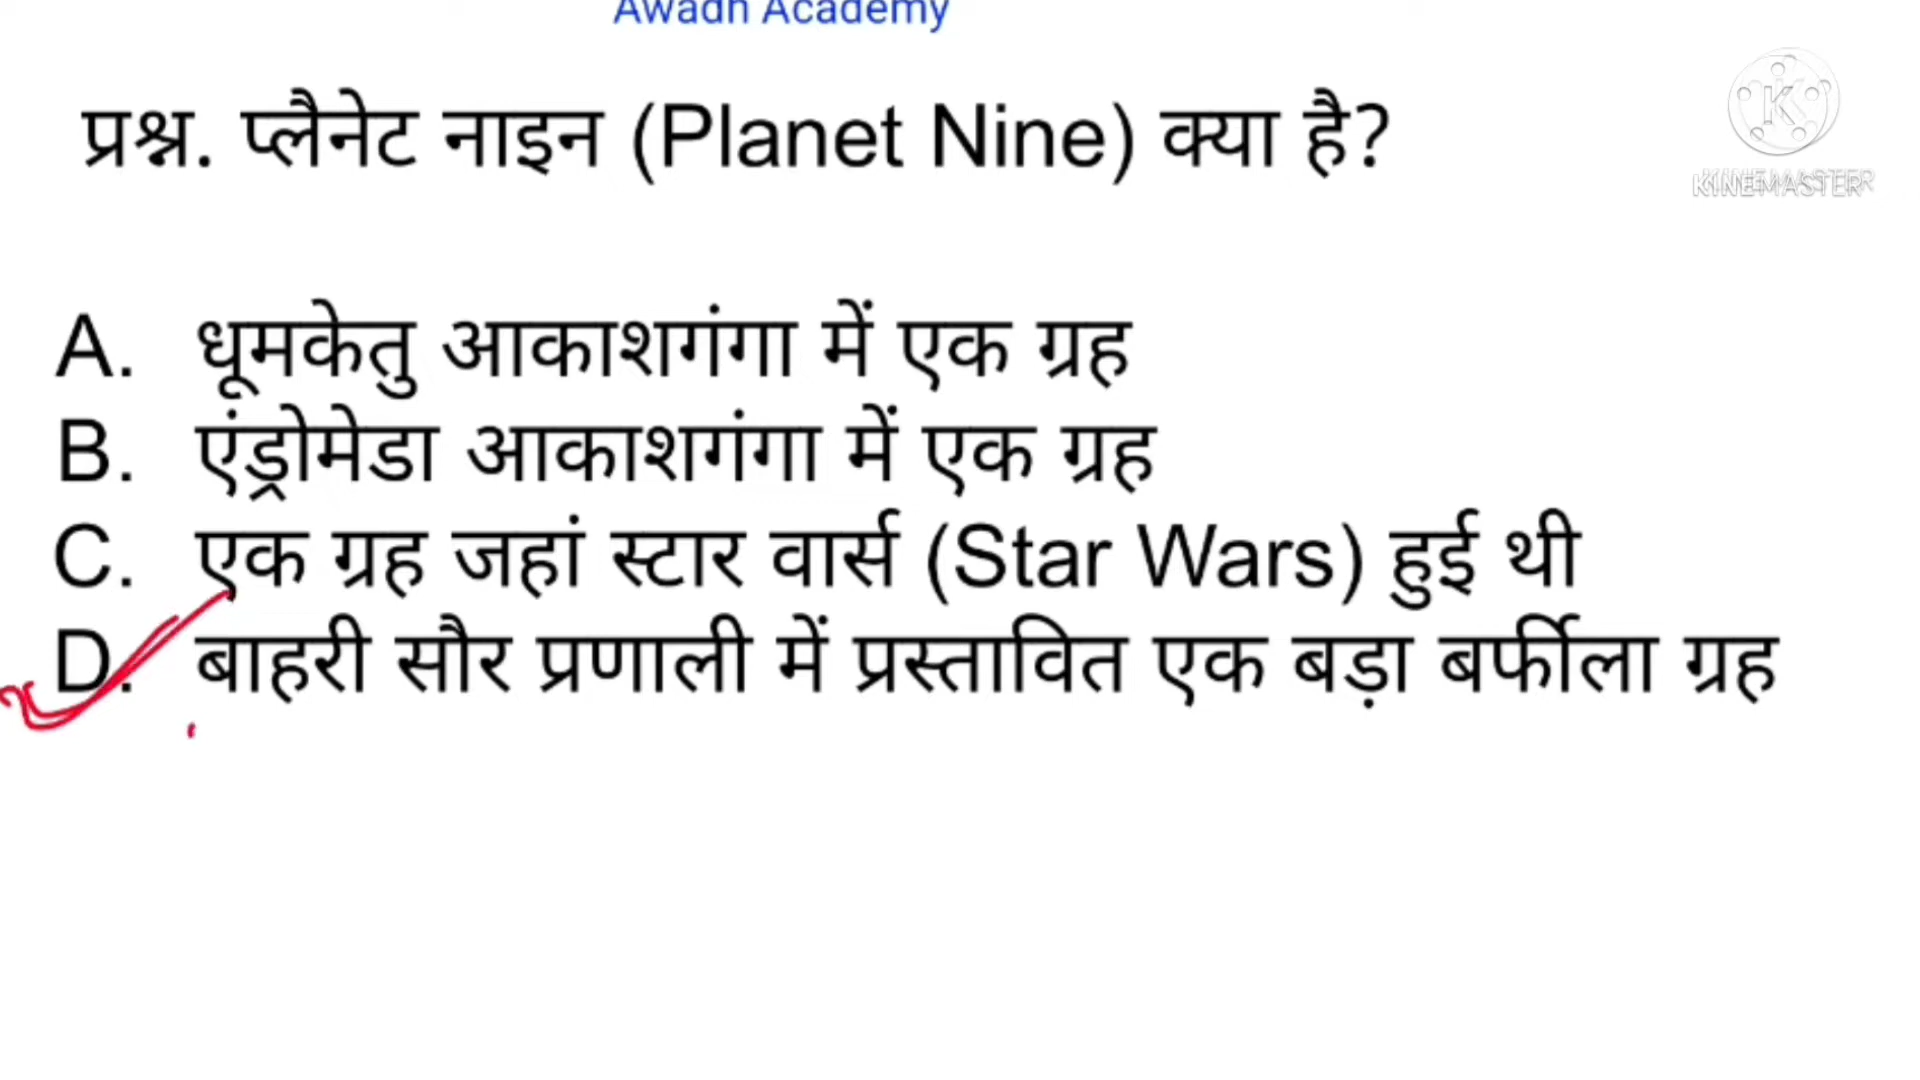 Awadh Academy
प्रश्न. प्लैनेट नाइन (Planet Nine) क्या है?
KINEMASTER
A. धूमकेतु आकाशगंगा में एक ग्रह
B. एंड्रोमेडा आकाशगंगा में एक ग्रह
C. एक ग्रह जहां स्टार वार्स (Star Wars) हुई थी
D. बाहरी सौर प्रणाली में प्रस्तावित एक बड़ा बर्फीला ग्रह